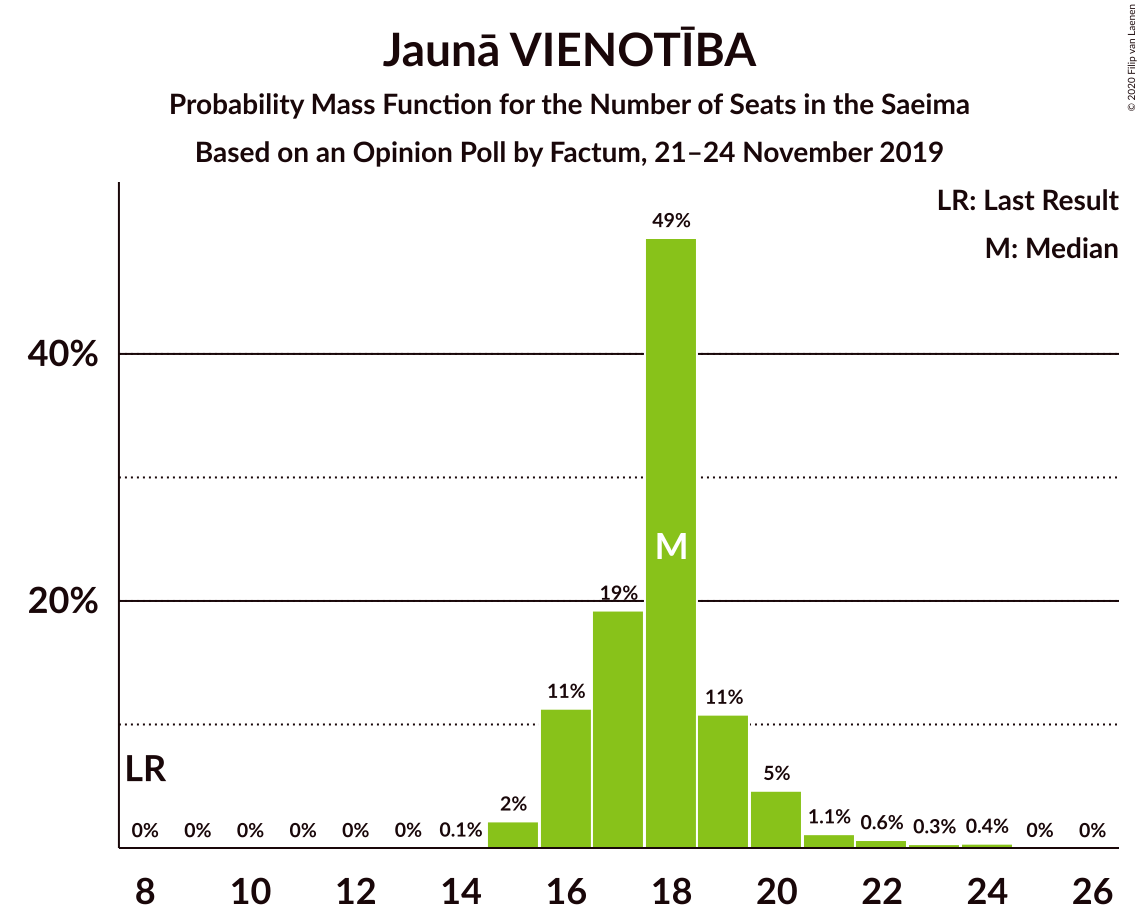 Jaunā VIENOTĪBA
Probability Mass Function for the Number of Seats in the Saeima
Based on an Opinion Poll by Factum, 21–24 November 2019
© 2020 Filip van Laenen
LR: Last Result
M: Median
49%
40%
M
20%
19%
11%
11%
LR
5%
2%
0% 0% 0% 0% 0% 0% 0.1% 1.1% 0.6% 0.3% 0.4% 0% 0%
8 10 12 14 16 18 20 22 24 26